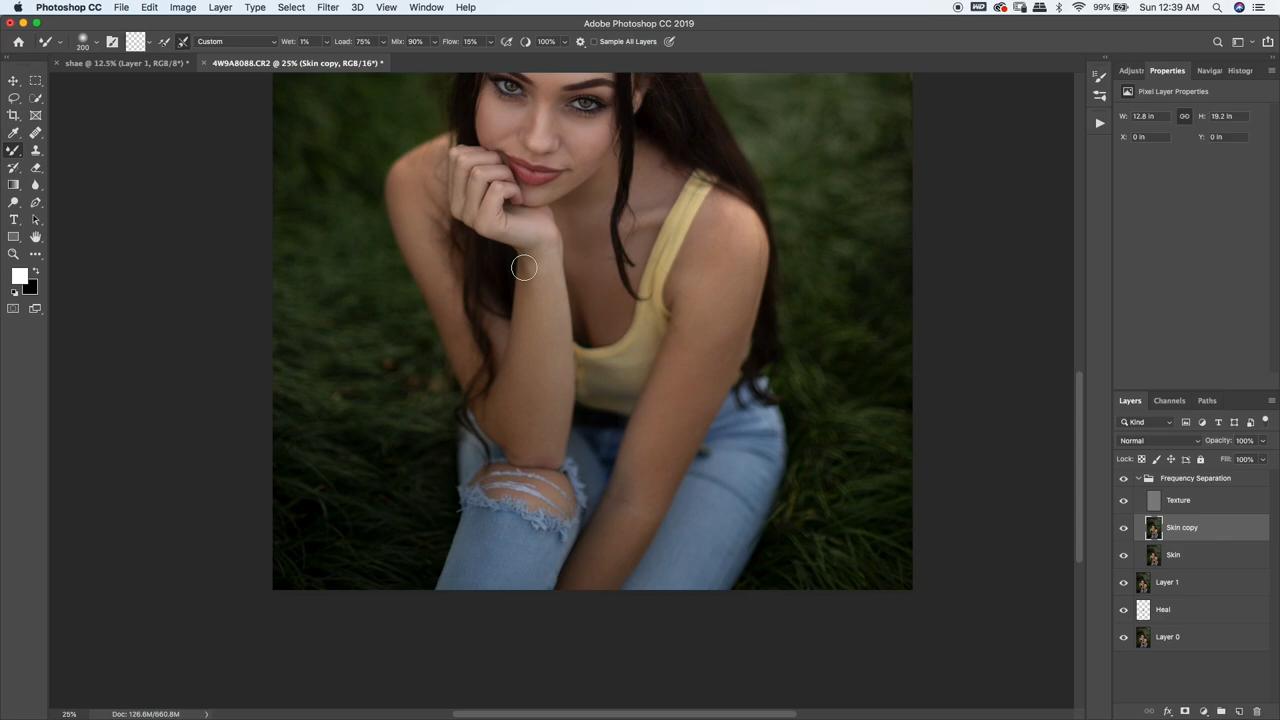 Photoshop CC File Edit Image Layer Type Select Filter 3D View Window Help 99% Sun 12:39 AM
Adobe Photoshop CC 2019
200 Custom Wet: 1% Load: 75% Mix: 90% Flow: 15% 100% Sample All Layers
shae @ 12.5% (Layer 1, RGB/8*) * 4W9A8088.CR2 @ 25% (Skin copy, RGB/16*) *
Adjustr Properties Navigat Histogr
Pixel Layer Properties
W: 12.8 in H: 19.2 in
X: 0 in Y: 0 in
Layers Channels Paths
Kind
Normal Opacity: 100%
Lock: Fill: 100%
Frequency Separation
Texture
Skin copy
Skin
Layer 1
Heal
Layer 0
25% Doc: 126.6M/660.8M